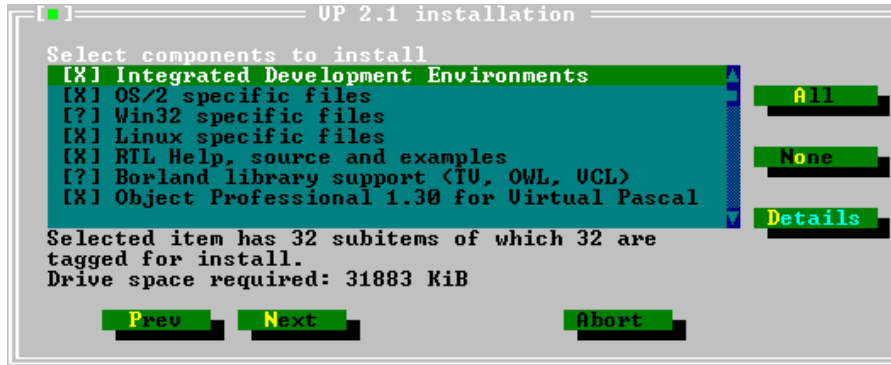 VP 2.1 installation
Select components to install
[X] Integrated Development Environments
[X] OS/2 specific files
[?] Win32 specific files
[X] Linux specific files
[X] RTL Help, source and examples
[?] Borland library support (TV, OWL, VCL)
[X] Object Professional 1.30 for Virtual Pascal
All
None
Details
Selected item has 32 subitems of which 32 are
tagged for install.
Drive space required: 31883 KiB
Prev Next Abort